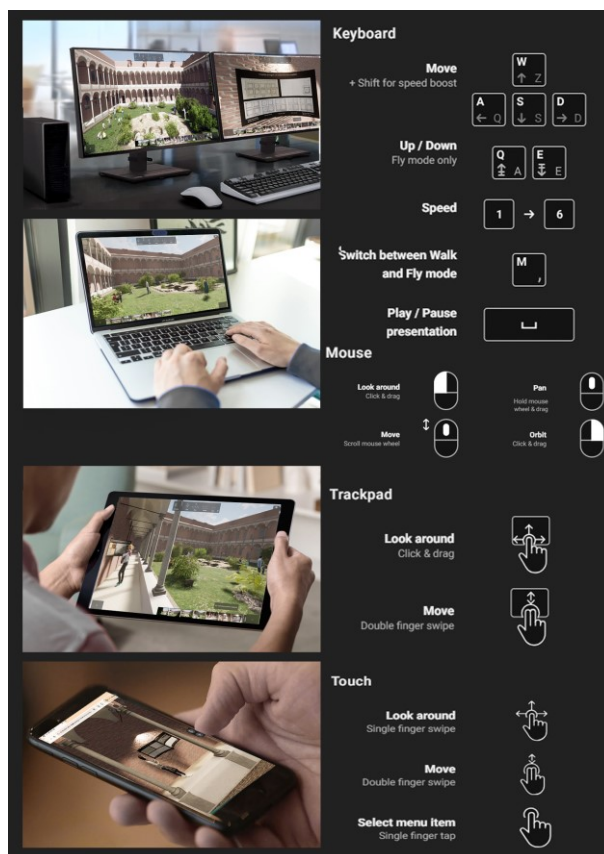 Keyboard
Move
+ Shift for speed boost
W
Z
A
Q
S
S
D
D
Up / Down
Fly mode only
Q
A
E
E
Speed
1
6
Switch between Walk
and Fly mode
M
,
Play / Pause
presentation
Mouse
Look around
Click & drag
Pan
Hold mouse
wheel & drag
Move
Scroll mouse wheel
Orbit
Click & drag
Trackpad
Look around
Click & drag
Move
Double finger swipe
Touch
Look around
Single finger swipe
Move
Double finger swipe
Select menu item
Single finger tap